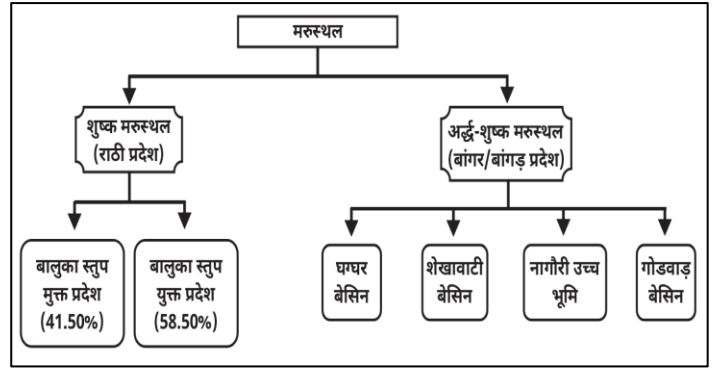 मरुस्थल
शुष्क मरुस्थल
(राठी प्रदेश)
अर्द्ध-शुष्क मरुस्थल
(बांगर/बांगड़ प्रदेश)
बालुका स्तुप
मुक्त प्रदेश
(41.50%)
बालुका स्तुप
युक्त प्रदेश
(58.50%)
घग्घर
बेसिन
शेखावाटी
बेसिन
नागौरी उच्च
भूमि
गोडवाड़
बेसिन